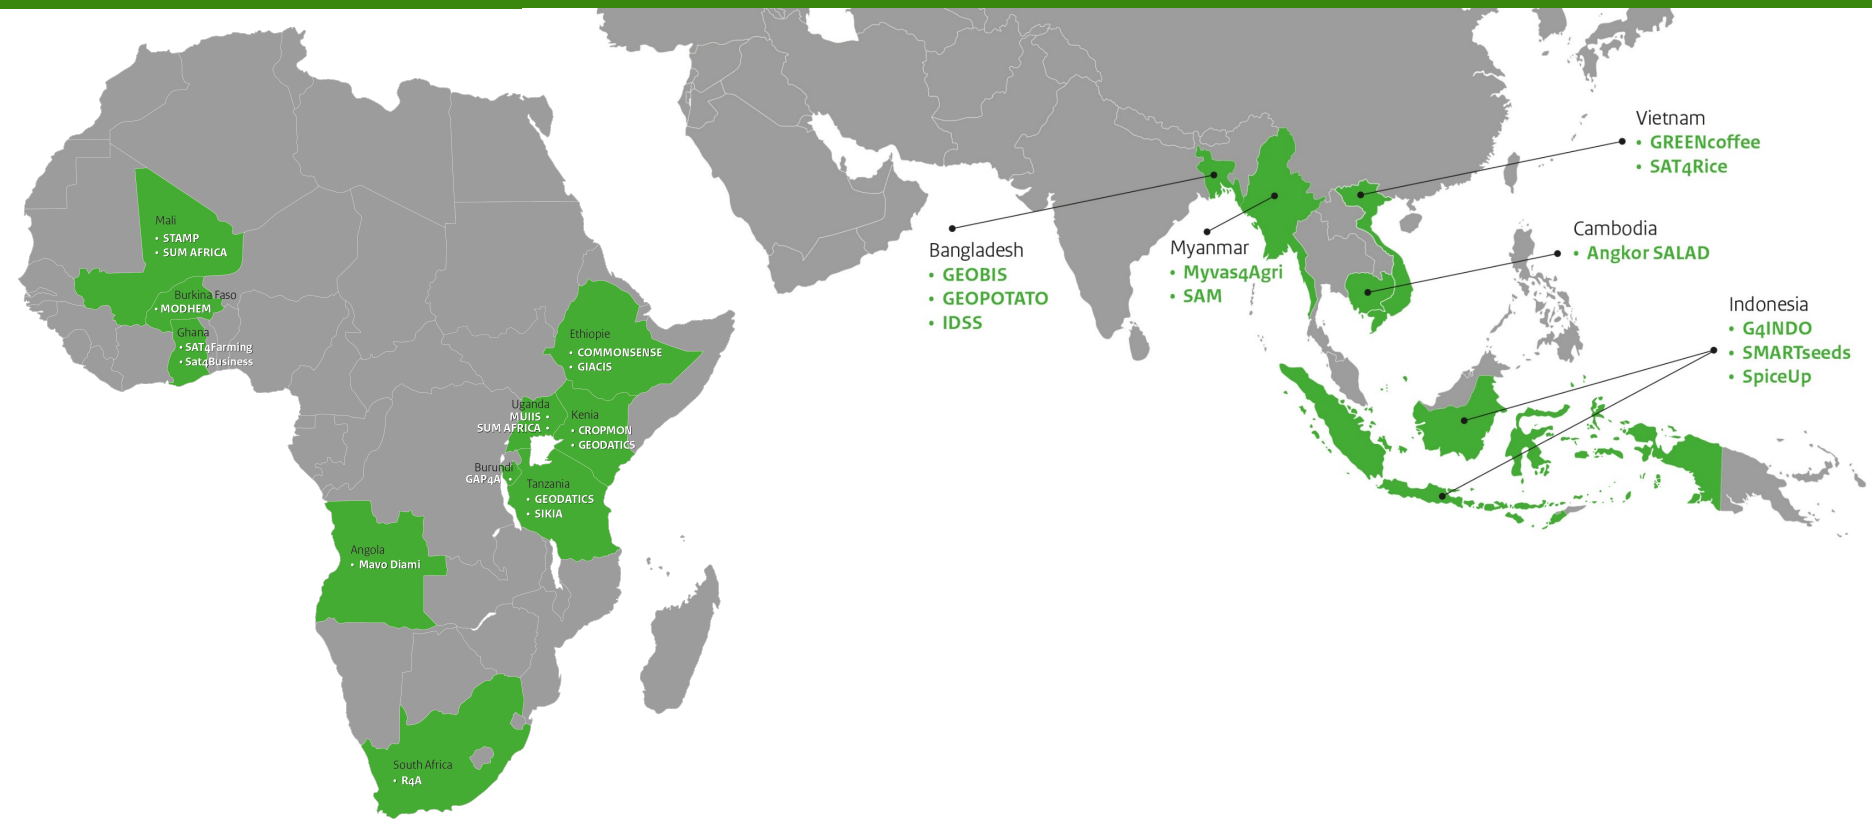 Mali
• STAMP
• SUM AFRICA
Burkina Faso
• MODHEM
Ghana
• SAT4Farming
• Sat4Business
Ethiopie
• COMMONSENSE
• GIACIS
Uganda
MUIIS •
SUM AFRICA •
Kenia
• CROPMON
• GEODATICS
Burundi
GAP4A •
Tanzania
• GEODATICS
• SIKIA
Angola
• Mavo Diami
South Africa
• R4A
Bangladesh
• GEOBIS
• GEOPOTATO
• IDSS
Myanmar
• Myvas4Agri
• SAM
Vietnam
• GREENcoffee
• SAT4Rice
Cambodia
• Angkor SALAD
Indonesia
• G4INDO
• SMARTseeds
• SpiceUp